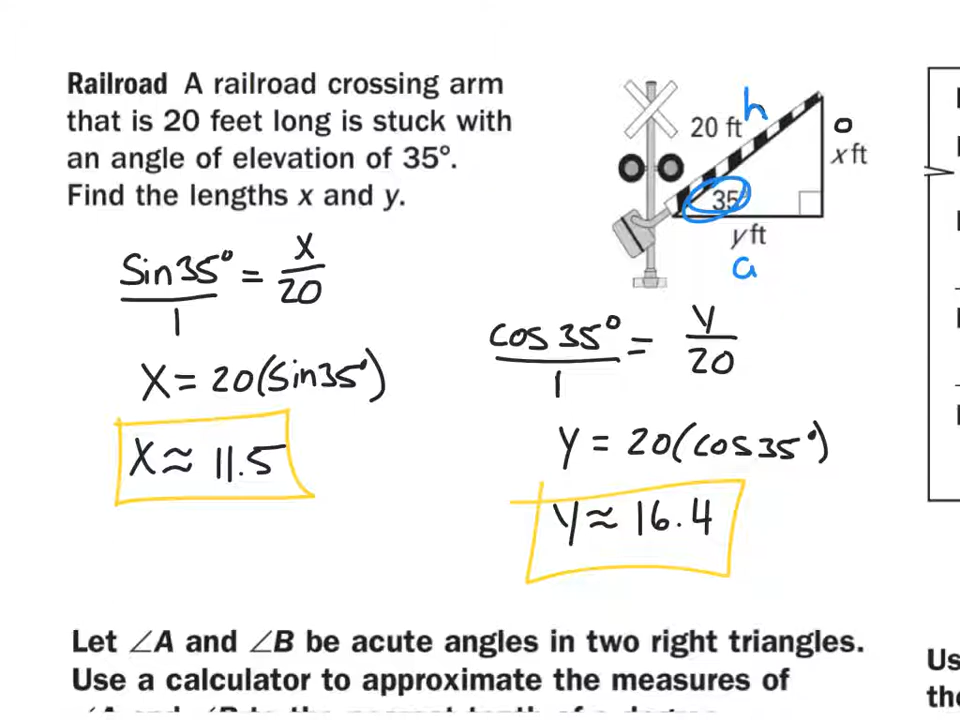 Railroad A railroad crossing arm
that is 20 feet long is stuck with
an angle of elevation of 35°.
Find the lengths x and y.
20 ft h
o
x ft
35°
y ft
a
Sin35° = X/20
1
X = 20(Sin35°)
X ≈ 11.5
cos 35° = Y/20
1
Y = 20(cos35°)
Y ≈ 16.4
Let ∠A and ∠B be acute angles in two right triangles.
Use a calculator to approximate the measures of
Us
the